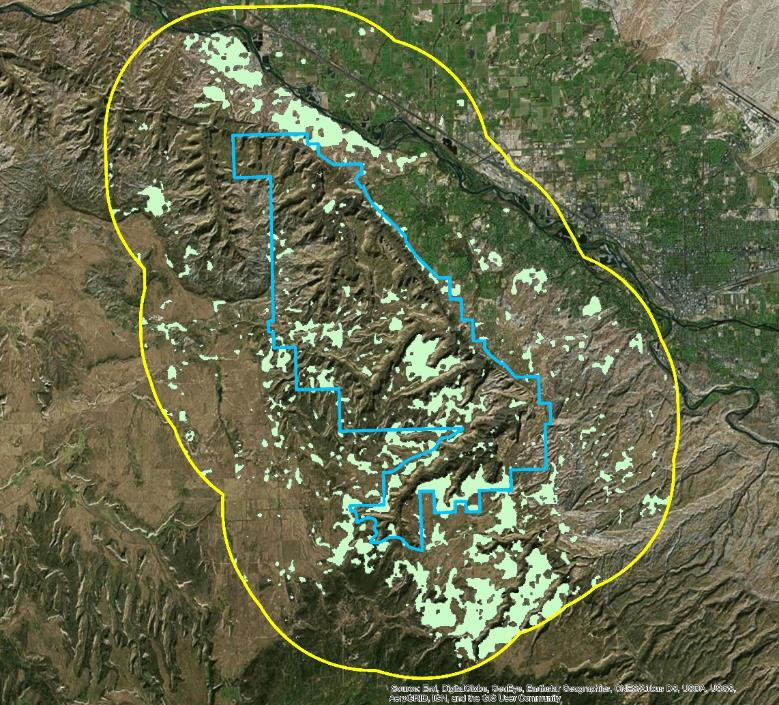 Source: Esri, DigitalGlobe, GeoEye, Earthstar Geographics, CNES/Airbus DS, USDA, USGS,
AeroGRID, IGN, and the GIS User Community